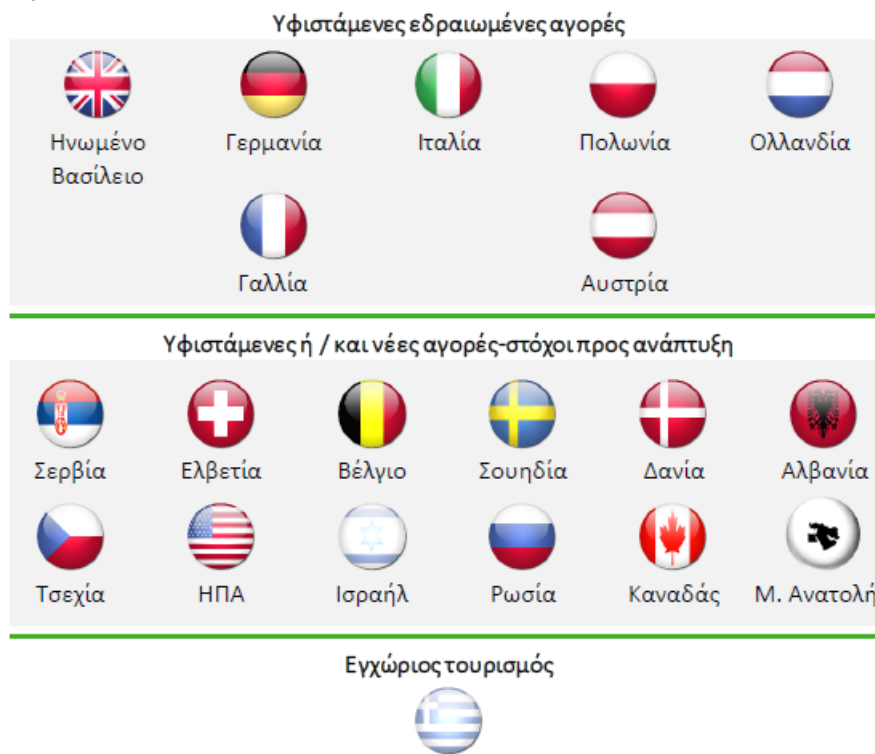 Υφιστάμενες εδραιωμένες αγορές
Ηνωμένο Βασίλειο
Γερμανία
Ιταλία
Πολωνία
Ολλανδία
Γαλλία
Αυστρία
Υφιστάμενες ή / και νέες αγορές-στόχοι προς ανάπτυξη
Σερβία
Ελβετία
Βέλγιο
Σουηδία
Δανία
Αλβανία
Τσεχία
ΗΠΑ
Ισραήλ
Ρωσία
Καναδάς
Μ. Ανατολή
Εγχώριος τουρισμός